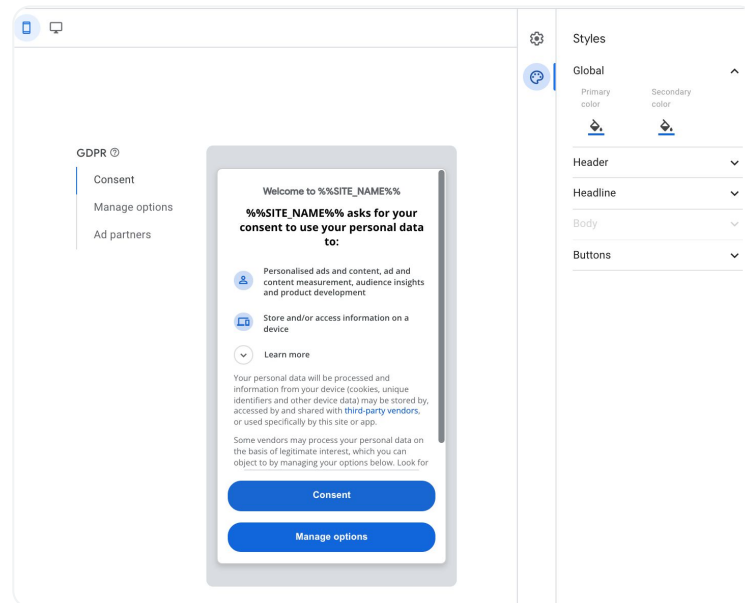 GDPR
Consent
Manage options
Ad partners
Welcome to %%SITE_NAME%%
%%SITE_NAME%% asks for your
consent to use your personal data
to:
Personalised ads and content, ad and
content measurement, audience insights
and product development
Store and/or access information on a
device
Learn more
Your personal data will be processed and
information from your device (cookies, unique
identifiers and other device data) may be stored by,
accessed by and shared with third-party vendors,
or used specifically by this site or app.
Some vendors may process your personal data on
the basis of legitimate interest, which you can
object to by managing your options below. Look for
Consent
Manage options
Styles
Global
Primary
color
Secondary
color
Header
Headline
Body
Buttons